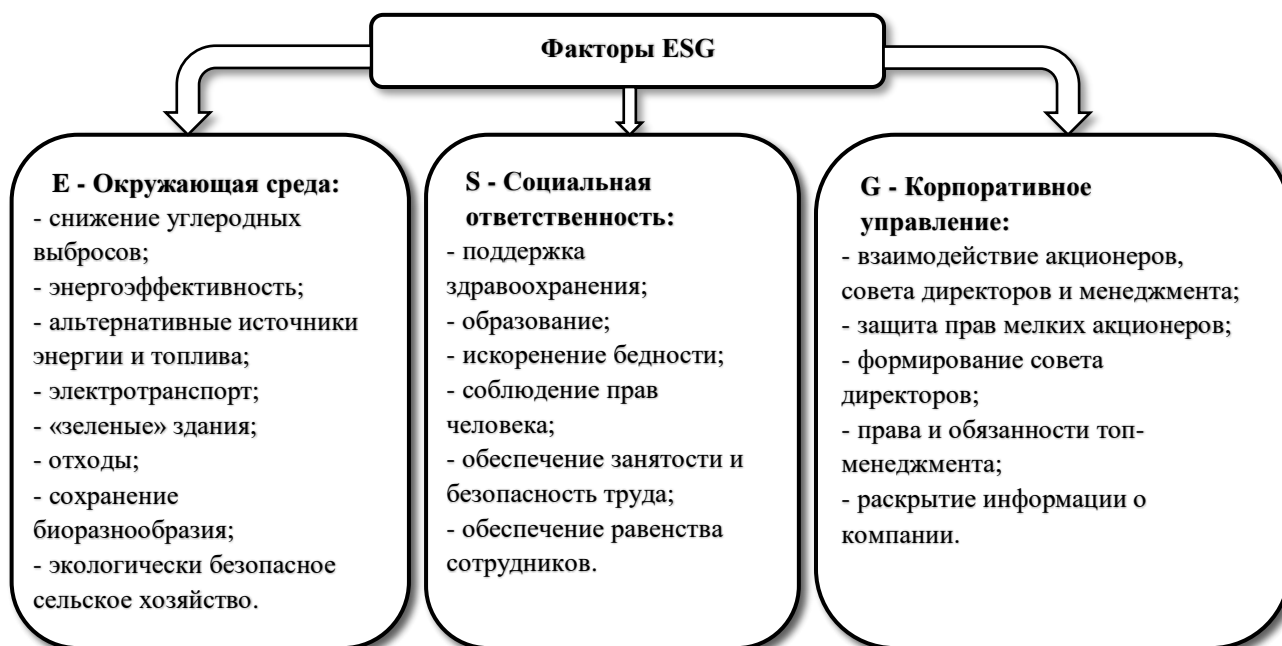 Факторы ESG
E - Окружающая среда:
- снижение углеродных
выбросов;
- энергоэффективность;
- альтернативные источники
энергии и топлива;
- электротранспорт;
- «зеленые» здания;
- отходы;
- сохранение
биоразнообразия;
- экологически безопасное
сельское хозяйство.
S - Социальная
ответственность:
- поддержка
здравоохранения;
- образование;
- искоренение бедности;
- соблюдение прав
человека;
- обеспечение занятости и
безопасность труда;
- обеспечение равенства
сотрудников.
G - Корпоративное
управление:
- взаимодействие акционеров,
совета директоров и менеджмента;
- защита прав мелких акционеров;
- формирование совета
директоров;
- права и обязанности топ-
менеджмента;
- раскрытие информации о
компании.